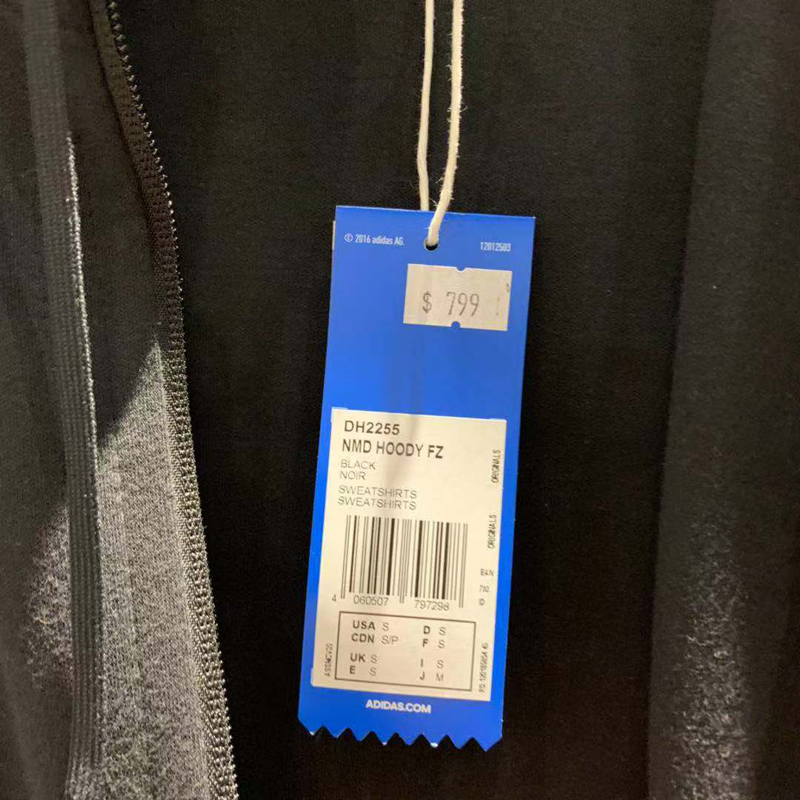 © 2016 adidas AG.
12012503
$ 799
DH2255
NMD HOODY FZ
BLACK
NOIR
SWEATSHIRTS
SWEATSHIRTS
ORIGINALS
ORIGINALS
4 060507 797298
USA S D S
CDN S/P F S
UK S I S
E S J M
ADIDAS.COM